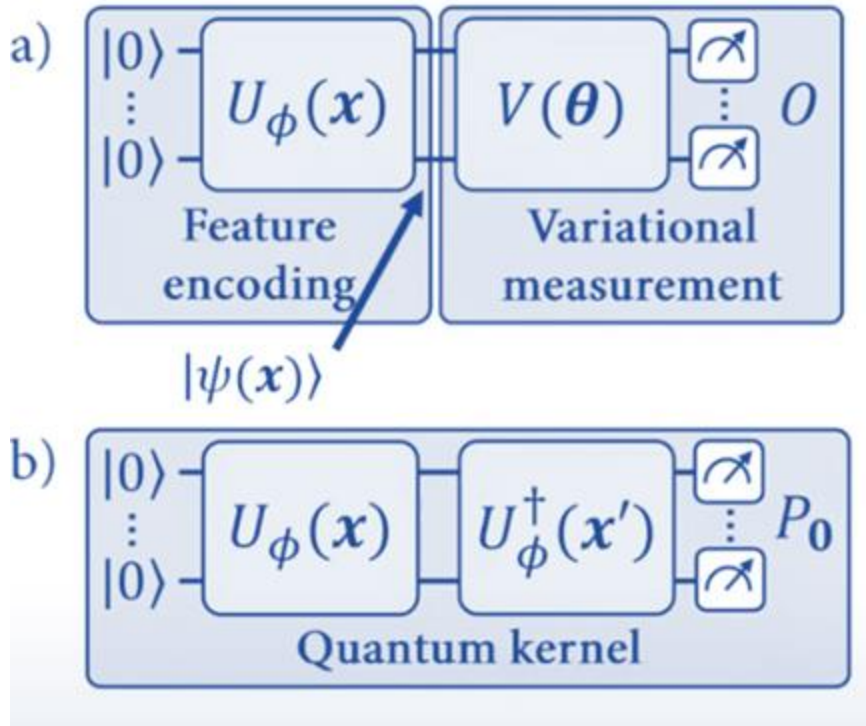 a)
|0⟩
⋮
|0⟩
U_ϕ(x)
V(θ)
⋮
O
Feature
encoding
Variational
measurement
|ψ(x)⟩
b)
|0⟩
⋮
|0⟩
U_ϕ(x)
U_ϕ^†(x′)
⋮
P_0
Quantum kernel